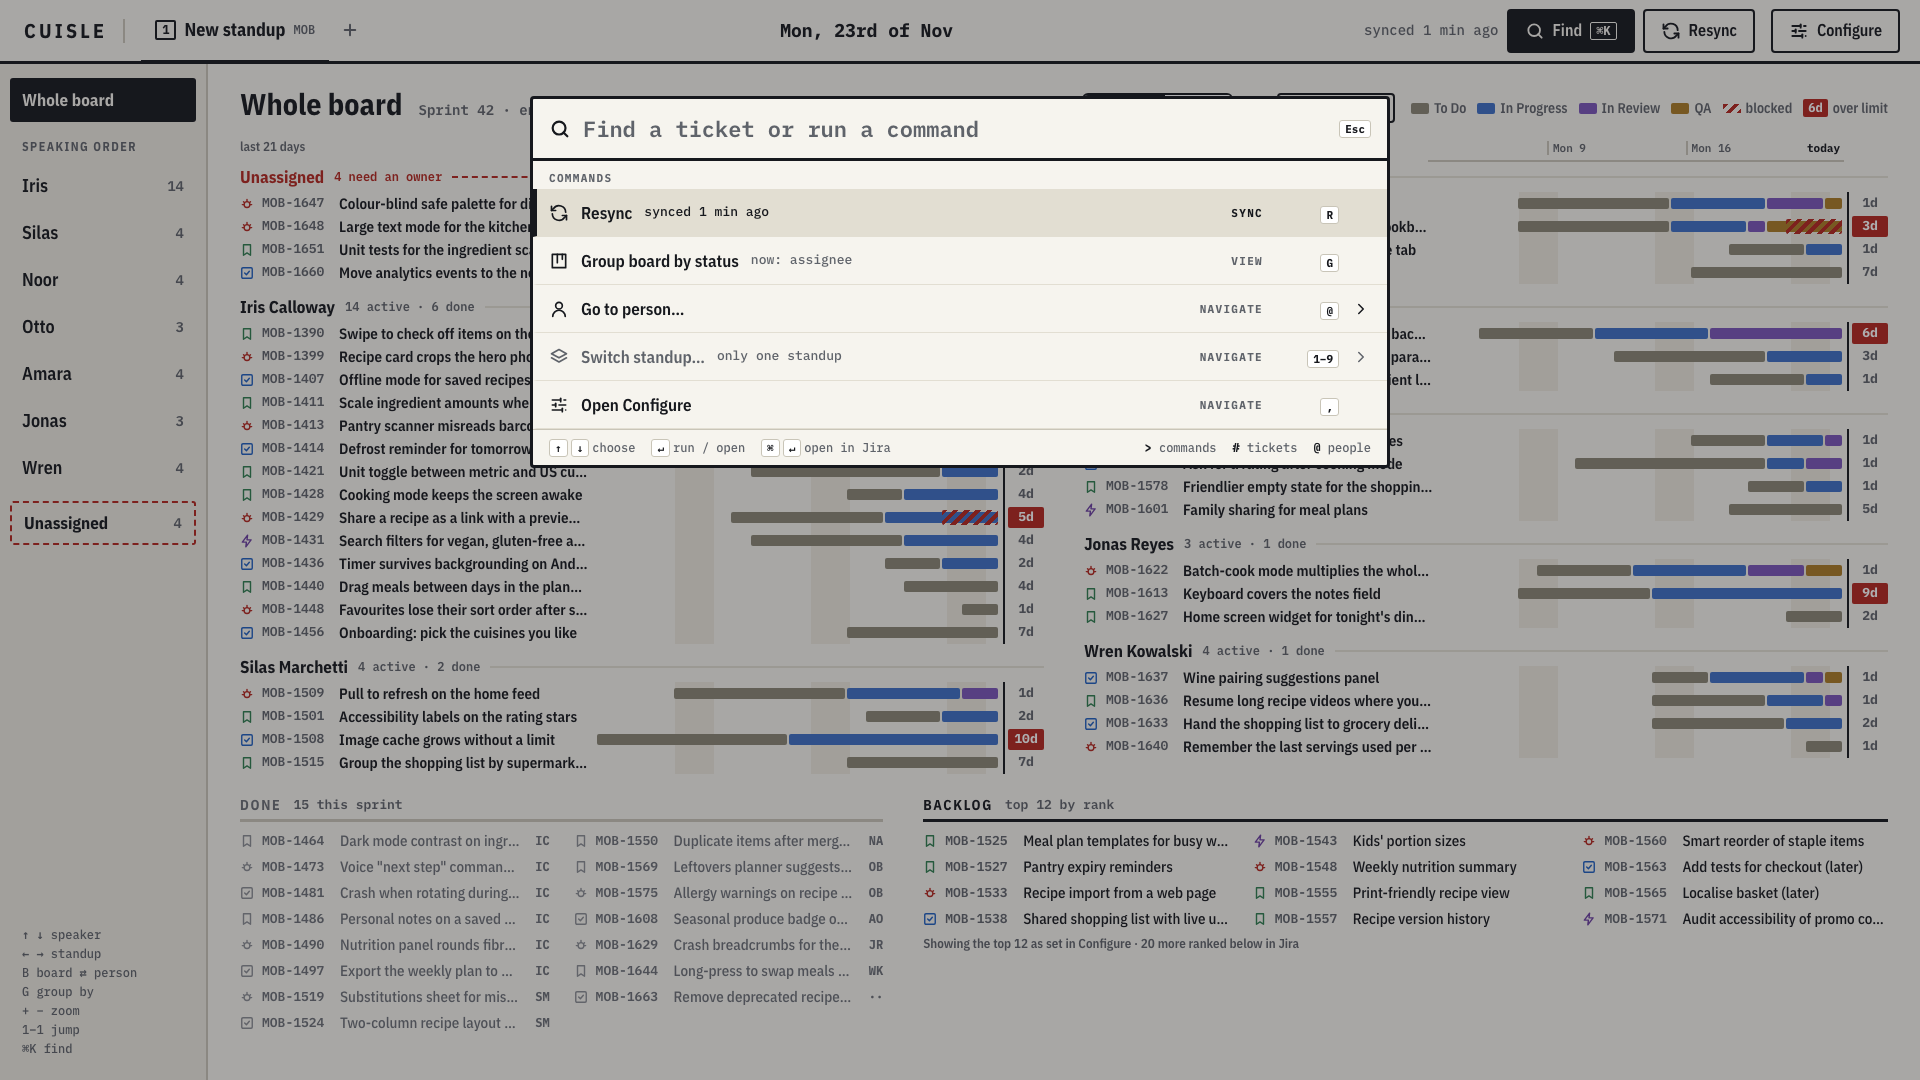 CUISLE
1 New standup MOB
+
Mon, 23rd of Nov
synced 1 min ago
Find ⌘K
Resync
Configure
Whole board
SPEAKING ORDER
Iris 14
Silas 4
Noor 4
Otto 3
Amara 4
Jonas 3
Wren 4
Unassigned 4
↑ ↓ speaker
← → standup
B board ⇄ person
G group by
+ − zoom
1–1 jump
⌘K find
Whole board
Sprint 42 ·
To Do
In Progress
In Review
QA
blocked
6d over limit
Find a ticket or run a command
Esc
COMMANDS
Resync synced 1 min ago SYNC R
Group board by status now: assignee VIEW G
Go to person... NAVIGATE @
Switch standup... only one standup NAVIGATE 1–9
Open Configure NAVIGATE ,
↑ ↓ choose
↵ run / open
⌘ ↵ open in Jira
> commands
# tickets
@ people
last 21 days
Unassigned 4 need an owner
MOB-1647 Colour-blind safe palette for
MOB-1648 Large text mode for the
MOB-1651 Unit tests for the ingredient
MOB-1660 Move analytics events to the
Iris Calloway 14 active · 6 done
MOB-1390 Swipe to check off items on
MOB-1399 Recipe card crops the hero
MOB-1407 Offline mode for saved recipes
MOB-1411 Scale ingredient amounts
MOB-1413 Pantry scanner misreads
MOB-1414 Defrost reminder for tomorrow
MOB-1421 Unit toggle between metric and US cu... 2d
MOB-1428 Cooking mode keeps the screen awake 4d
MOB-1429 Share a recipe as a link with a previe... 5d
MOB-1431 Search filters for vegan, gluten-free a... 4d
MOB-1436 Timer survives backgrounding on And... 2d
MOB-1440 Drag meals between days in the plan... 4d
MOB-1448 Favourites lose their sort order after s... 1d
MOB-1456 Onboarding: pick the cuisines you like 7d
Silas Marchetti 4 active · 2 done
MOB-1509 Pull to refresh on the home feed 1d
MOB-1501 Accessibility labels on the rating stars 2d
MOB-1508 Image cache grows without a limit 10d
MOB-1515 Group the shopping list by supermark... 7d
Mon 9
Mon 16
today
1d
3d
tab 1d
7d
6d
3d
1d
1d
1d
MOB-1578 Friendlier empty state for the shoppin... 1d
MOB-1601 Family sharing for meal plans 5d
Jonas Reyes 3 active · 1 done
MOB-1622 Batch-cook mode multiplies the whol... 1d
MOB-1613 Keyboard covers the notes field 9d
MOB-1627 Home screen widget for tonight's din... 2d
Wren Kowalski 4 active · 1 done
MOB-1637 Wine pairing suggestions panel 1d
MOB-1636 Resume long recipe videos where you... 1d
MOB-1633 Hand the shopping list to grocery deli... 2d
MOB-1640 Remember the last servings used per ... 1d
DONE 15 this sprint
MOB-1464 Dark mode contrast on ingr... IC
MOB-1473 Voice "next step" comman... IC
MOB-1481 Crash when rotating during... IC
MOB-1486 Personal notes on a saved ... IC
MOB-1490 Nutrition panel rounds fibr... IC
MOB-1497 Export the weekly plan to ... IC
MOB-1519 Substitutions sheet for mis... SM
MOB-1524 Two-column recipe layout ... SM
MOB-1550 Duplicate items after merg... NA
MOB-1569 Leftovers planner suggests... OB
MOB-1575 Allergy warnings on recipe ... OB
MOB-1608 Seasonal produce badge o... AO
MOB-1629 Crash breadcrumbs for the... JR
MOB-1644 Long-press to swap meals ... WK
MOB-1663 Remove deprecated recipe... ··
BACKLOG top 12 by rank
MOB-1525 Meal plan templates for busy w...
MOB-1527 Pantry expiry reminders
MOB-1533 Recipe import from a web page
MOB-1538 Shared shopping list with live u...
MOB-1543 Kids' portion sizes
MOB-1548 Weekly nutrition summary
MOB-1555 Print-friendly recipe view
MOB-1557 Recipe version history
MOB-1560 Smart reorder of staple items
MOB-1563 Add tests for checkout (later)
MOB-1565 Localise basket (later)
MOB-1571 Audit accessibility of promo co...
Showing the top 12 as set in Configure · 20 more ranked below in Jira